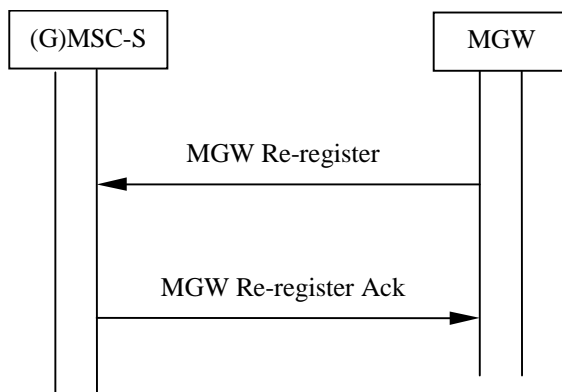 (G)MSC-S
MGW
MGW Re-register
MGW Re-register Ack